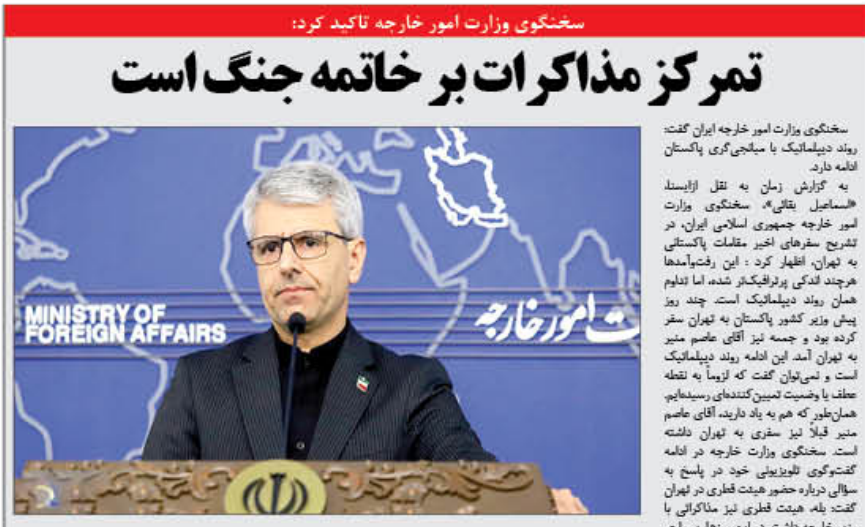 سخنگوی وزارت امور خارجه تاکید کرد:
تمرکز مذاکرات بر خاتمه جنگ است
سخنگوی وزارت امور خارجه ایران گفت:
روند دیپلماتیک با میانجی‌گری پاکستان
ادامه دارد.
به گزارش زمان به نقل ازایسنا،
«اسماعیل بقائی»، سخنگوی وزارت
امور خارجه جمهوری اسلامی ایران، در
تشریح سفرهای اخیر مقامات پاکستانی
به تهران، اظهار کرد : این رفت‌وآمدها
هرچند اندکی پرترافیک‌تر شده، اما تداوم
همان روند دیپلماتیک است. چند روز
پیش وزیر کشور پاکستان به تهران سفر
کرده بود و جمعه نیز آقای عاصم منیر
به تهران آمد. این ادامه روند دیپلماتیک
است و نمی‌توان گفت که لزوماً به نقطه
عطف یا وضعیت تعیین‌کننده‌ای رسیده‌ایم.
همان‌طور که هم به یاد دارید، آقای عاصم
منیر قبلاً نیز سفری به تهران داشته
است. سخنگوی وزارت خارجه در ادامه
گفت‌وگوی تلویزیونی خود در پاسخ به
سؤالی درباره حضور هیئت قطری در تهران
گفت: بله، هیئت قطری نیز مذاکراتی با
MINISTRY OF
FOREIGN AFFAIRS
ت امور خارجه